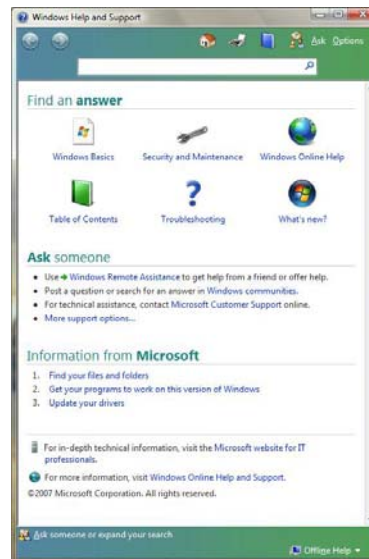 Windows Help and Support
Ask Options
Find an answer
Windows Basics
Security and Maintenance
Windows Online Help
Table of Contents
Troubleshooting
What's new?
Ask someone
Use Windows Remote Assistance to get help from a friend or offer help.
Post a question or search for an answer in Windows communities.
For technical assistance, contact Microsoft Customer Support online.
More support options...
Information from Microsoft
1. Find your files and folders
2. Get your programs to work on this version of Windows
3. Update your drivers
For in-depth technical information, visit the Microsoft website for IT
professionals.
For more information, visit Windows Online Help and Support.
©2007 Microsoft Corporation. All rights reserved.
Ask someone or expand your search
Offline Help